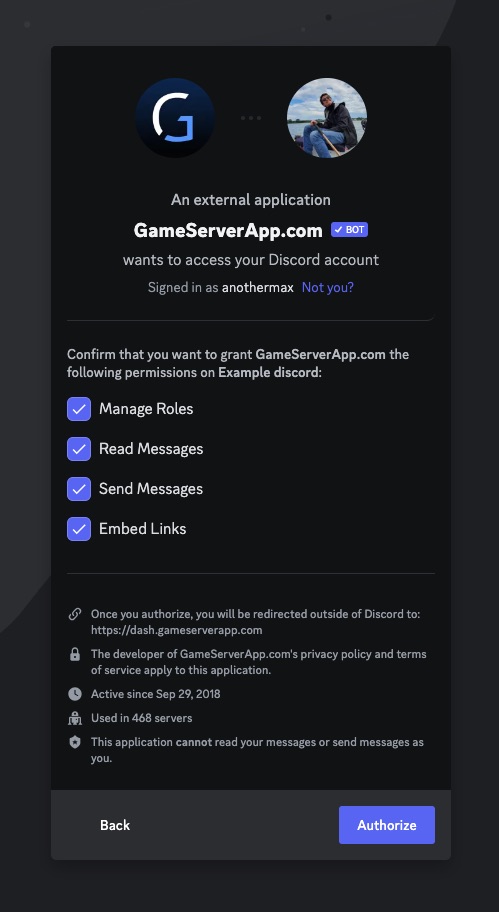 An external application
GameServerApp.com ✓ BOT
wants to access your Discord account
Signed in as anothermax Not you?
Confirm that you want to grant GameServerApp.com the
following permissions on Example discord:
Manage Roles
Read Messages
Send Messages
Embed Links
Once you authorize, you will be redirected outside of Discord to:
https://dash.gameserverapp.com
The developer of GameServerApp.com's privacy policy and terms
of service apply to this application.
Active since Sep 29, 2018
Used in 468 servers
This application cannot read your messages or send messages as
you.
Back
Authorize